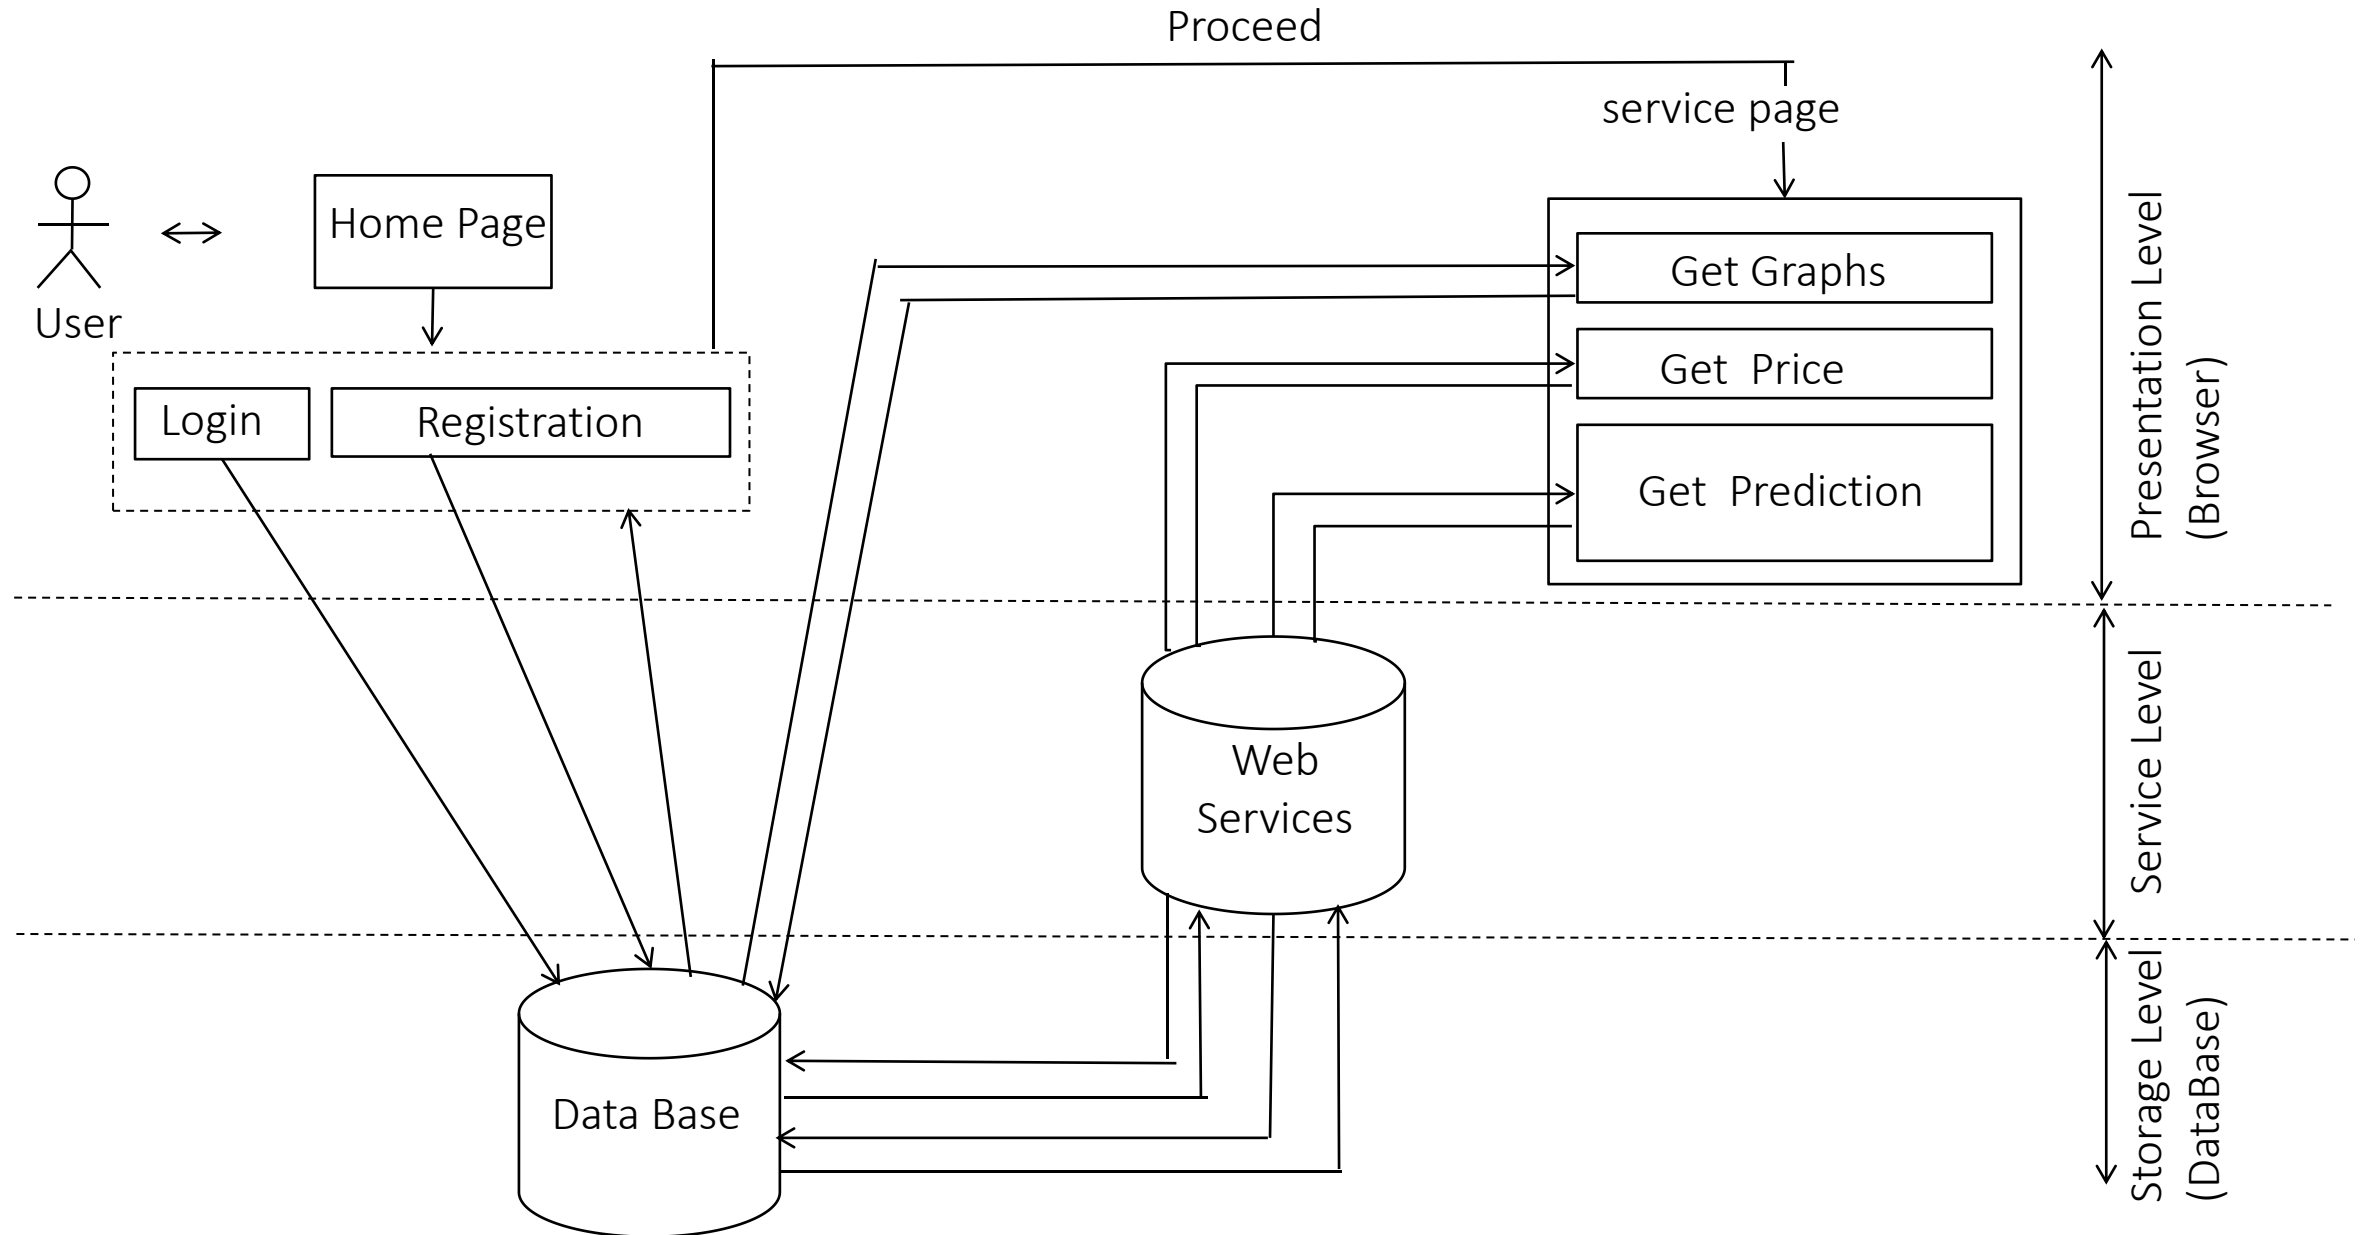 Proceed
service page
Home Page
User
Login
Registration
Get Graphs
Get  Price
Get  Prediction
Presentation Level
(Browser)
Web
Services
Service Level
Data Base
Storage Level
(DataBase)